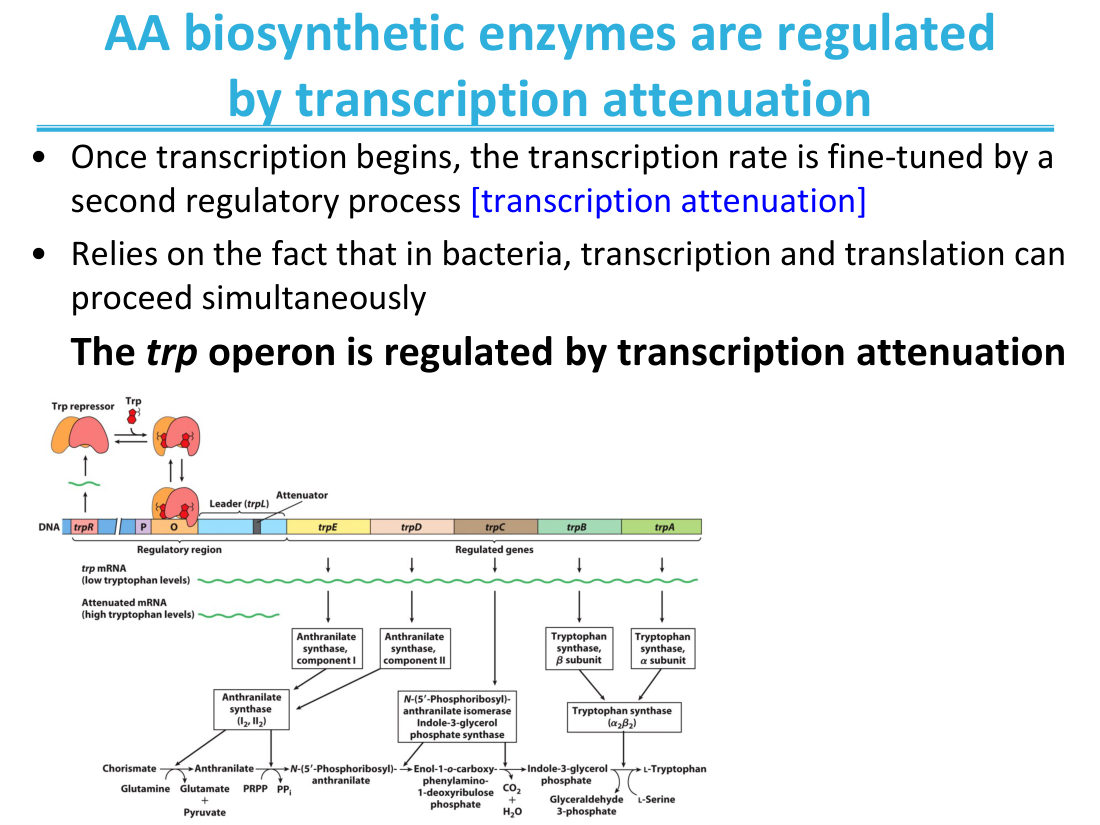 AA biosynthetic enzymes are regulated
by transcription attenuation
• Once transcription begins, the transcription rate is fine-tuned by a
second regulatory process [transcription attenuation]
• Relies on the fact that in bacteria, transcription and translation can
proceed simultaneously
The trp operon is regulated by transcription attenuation
Trp repressor
Trp
Leader (trpL)
Attenuator
DNA
trpR
P
O
trpE
trpD
trpC
trpB
trpA
Regulatory region
Regulated genes
trp mRNA
(low tryptophan levels)
Attenuated mRNA
(high tryptophan levels)
Anthranilate
synthase,
component I
Anthranilate
synthase,
component II
Tryptophan
synthase,
β subunit
Tryptophan
synthase,
α subunit
Anthranilate
synthase
(I₂, II₂)
N-(5′-Phosphoribosyl)-
anthranilate isomerase
Indole-3-glycerol
phosphate synthase
Tryptophan synthase
(α₂β₂)
Chorismate
Anthranilate
N-(5′-Phosphoribosyl)-
anthranilate
Enol-1-o-carboxy-
phenylamino-
1-deoxyribulose
phosphate
Indole-3-glycerol
phosphate
L-Tryptophan
Glutamine
Glutamate
+
Pyruvate
PRPP
PPᵢ
CO₂
+
H₂O
Glyceraldehyde
3-phosphate
L-Serine